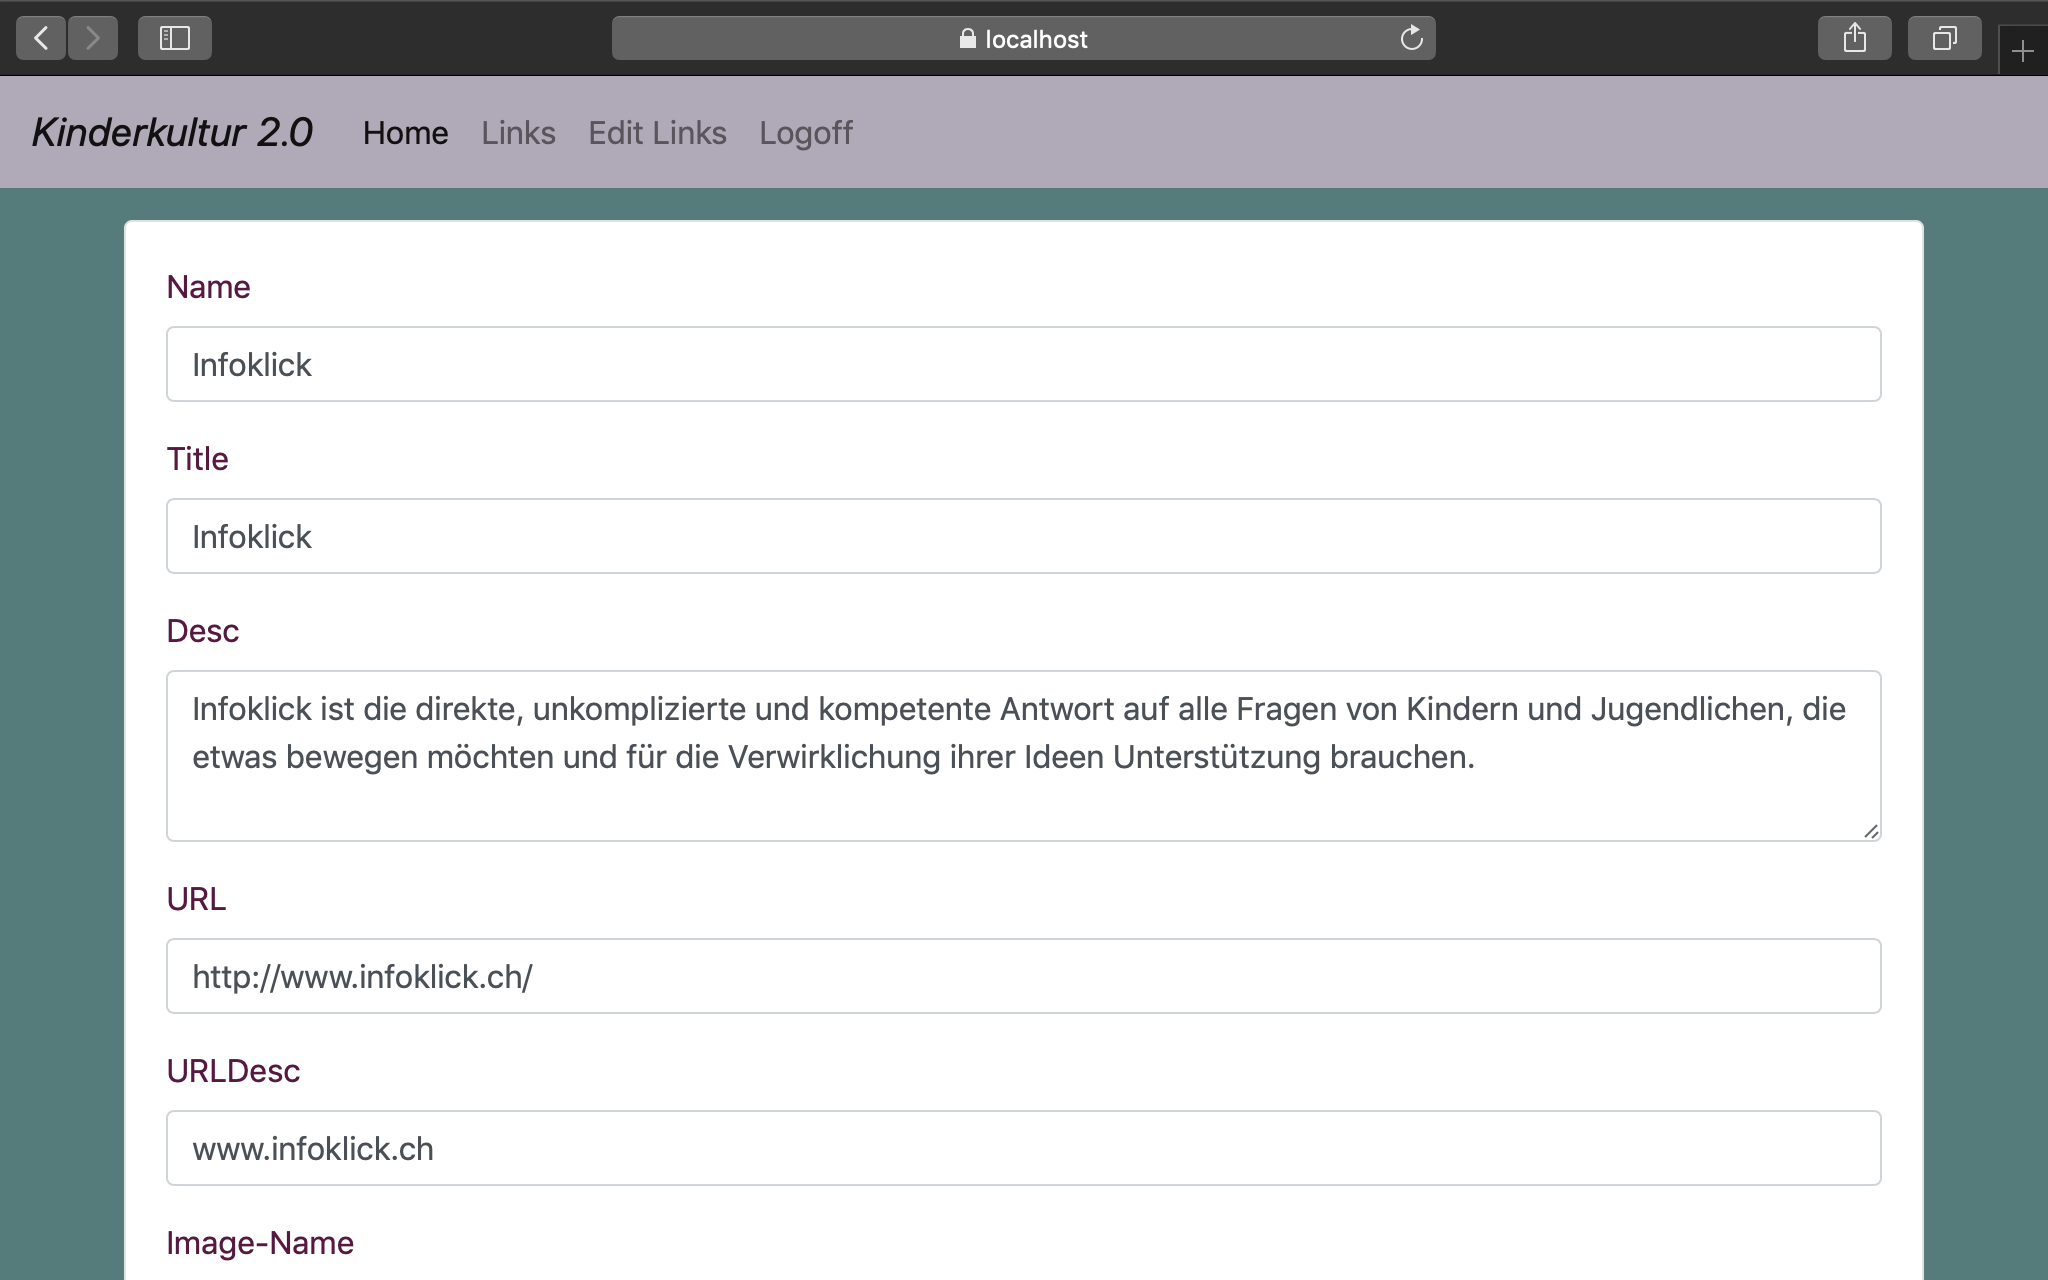 localhost
Kinderkultur 2.0 Home Links Edit Links Logoff
Name
Infoklick
Title
Infoklick
Desc
Infoklick ist die direkte, unkomplizierte und kompetente Antwort auf alle Fragen von Kindern und Jugendlichen, die
etwas bewegen möchten und für die Verwirklichung ihrer Ideen Unterstützung brauchen.
URL
http://www.infoklick.ch/
URLDesc
www.infoklick.ch
Image-Name